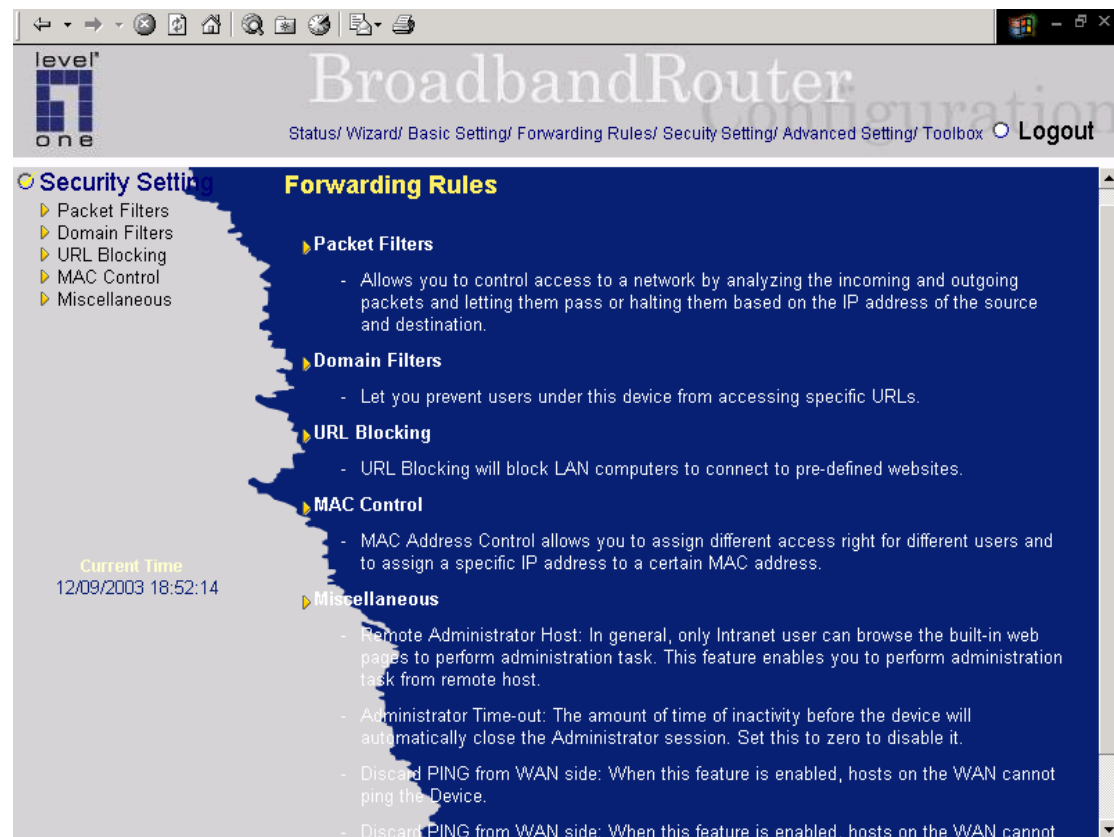 level*
one
BroadbandRouter
Configuration
Status/ Wizard/ Basic Setting/ Forwarding Rules/ Secuity Setting/ Advanced Setting/ Toolbox Logout
Security Setting
Packet Filters
Domain Filters
URL Blocking
MAC Control
Miscellaneous
Current Time
12/09/2003 18:52:14
Forwarding Rules
Packet Filters
- Allows you to control access to a network by analyzing the incoming and outgoing
packets and letting them pass or halting them based on the IP address of the source
and destination.
Domain Filters
- Let you prevent users under this device from accessing specific URLs.
URL Blocking
- URL Blocking will block LAN computers to connect to pre-defined websites.
MAC Control
- MAC Address Control allows you to assign different access right for different users and
to assign a specific IP address to a certain MAC address.
Miscellaneous
- Remote Administrator Host: In general, only Intranet user can browse the built-in web
pages to perform administration task. This feature enables you to perform administration
task from remote host.
- Administrator Time-out: The amount of time of inactivity before the device will
automatically close the Administrator session. Set this to zero to disable it.
- Discard PING from WAN side: When this feature is enabled, hosts on the WAN cannot
ping the Device.
- Discard PING from WAN side: When this feature is enabled, hosts on the WAN cannot